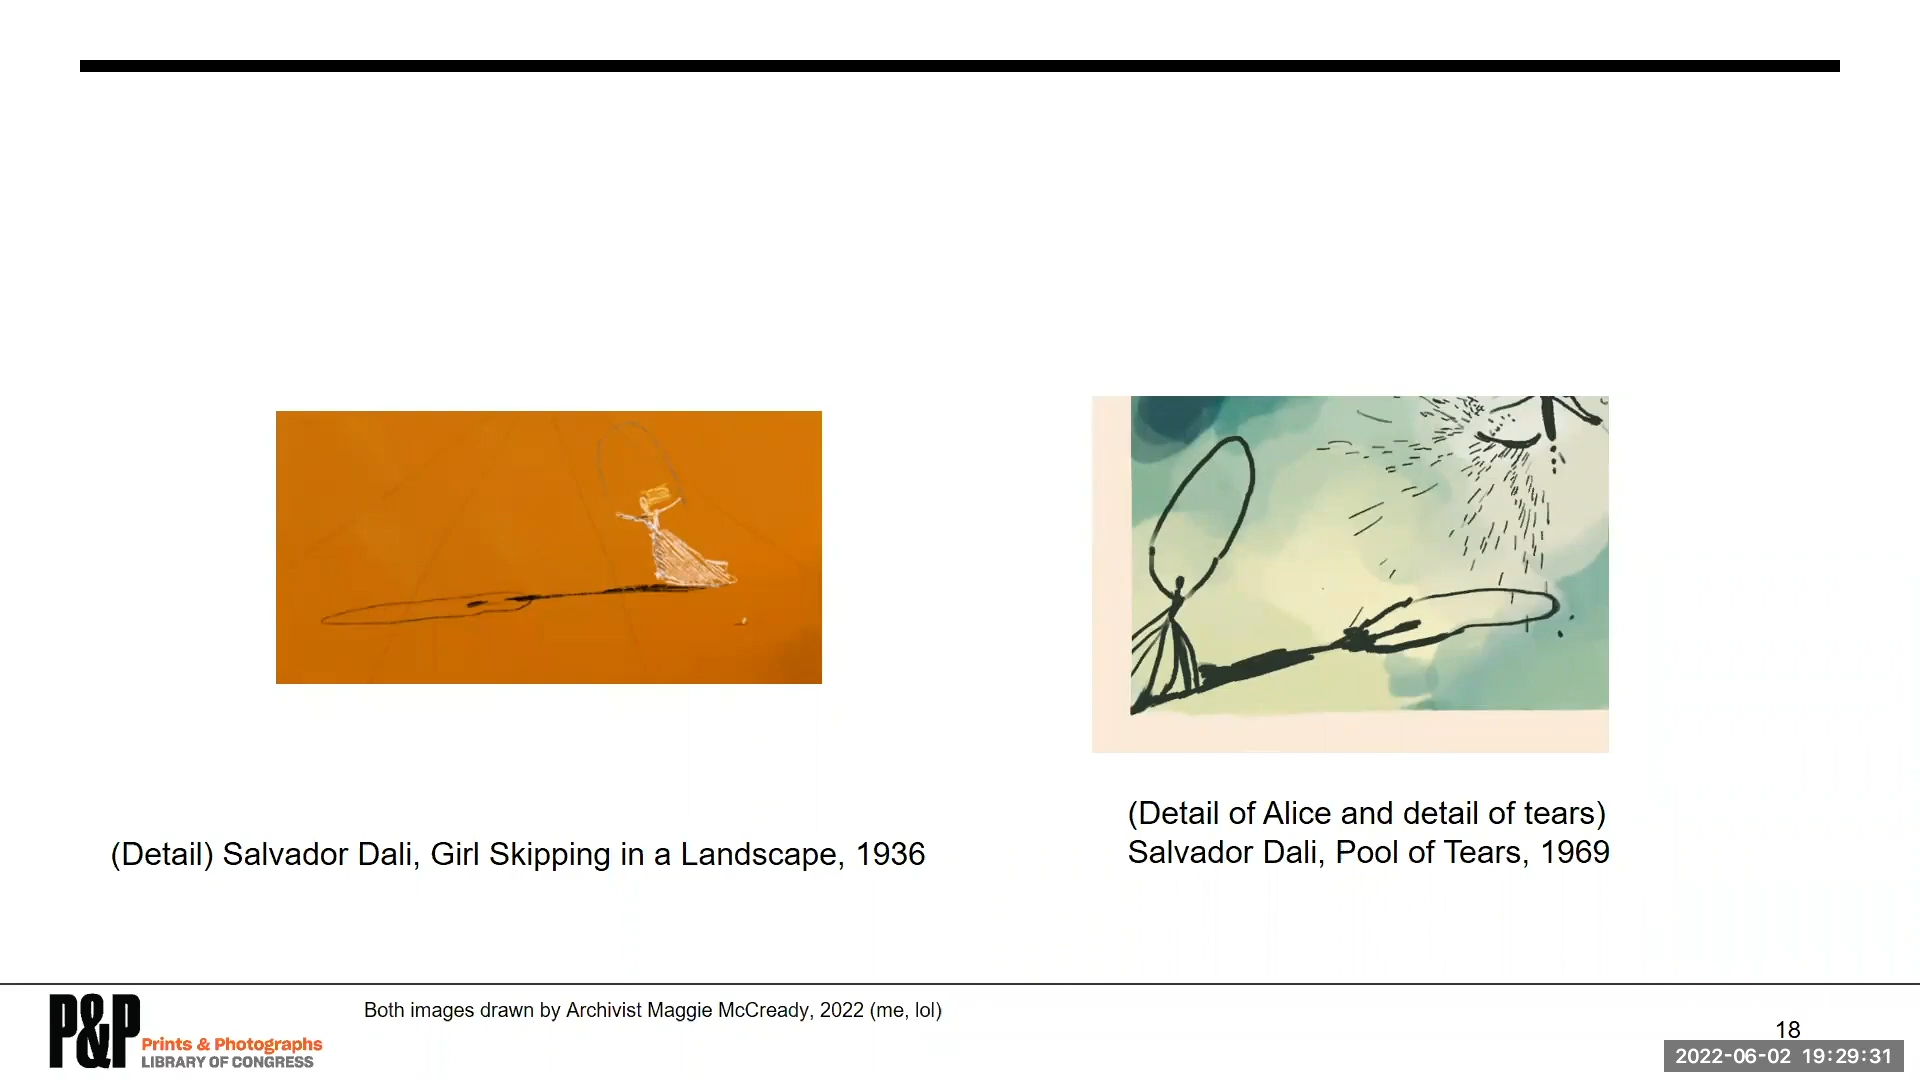 (Detail) Salvador Dali, Girl Skipping in a Landscape, 1936
(Detail of Alice and detail of tears)
Salvador Dali, Pool of Tears, 1969
P&P
Prints & Photographs
LIBRARY OF CONGRESS
Both images drawn by Archivist Maggie McCready, 2022 (me, lol)
18
2022-06-02 19:29:31